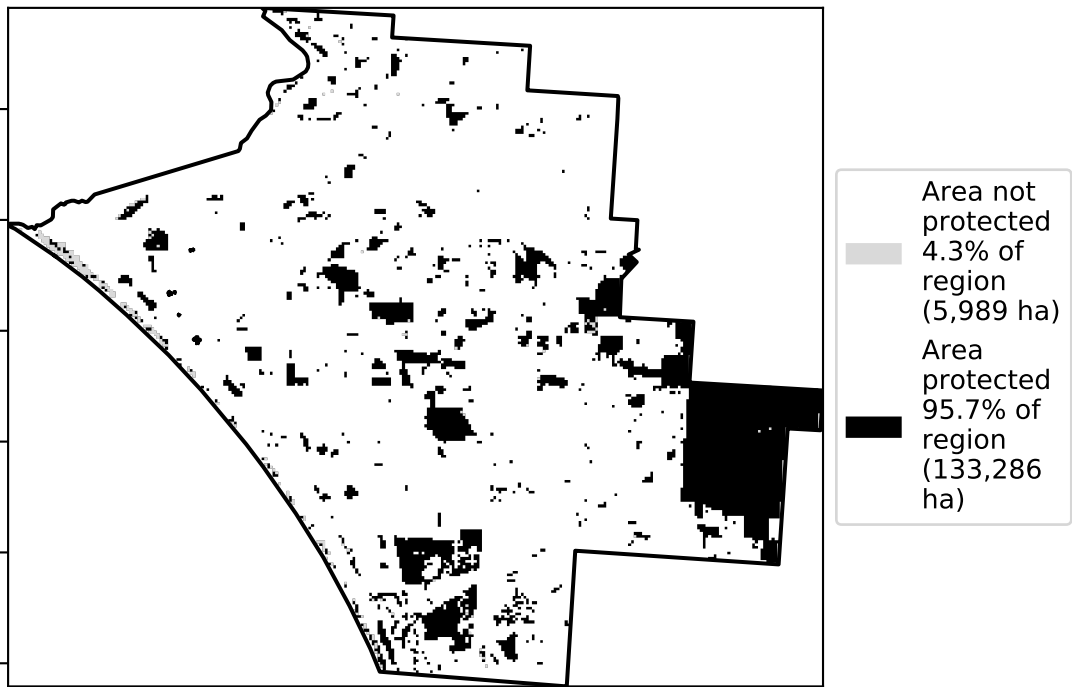 Area not
protected
4.3% of
region
(5,989 ha)
Area
protected
95.7% of
region
(133,286
ha)